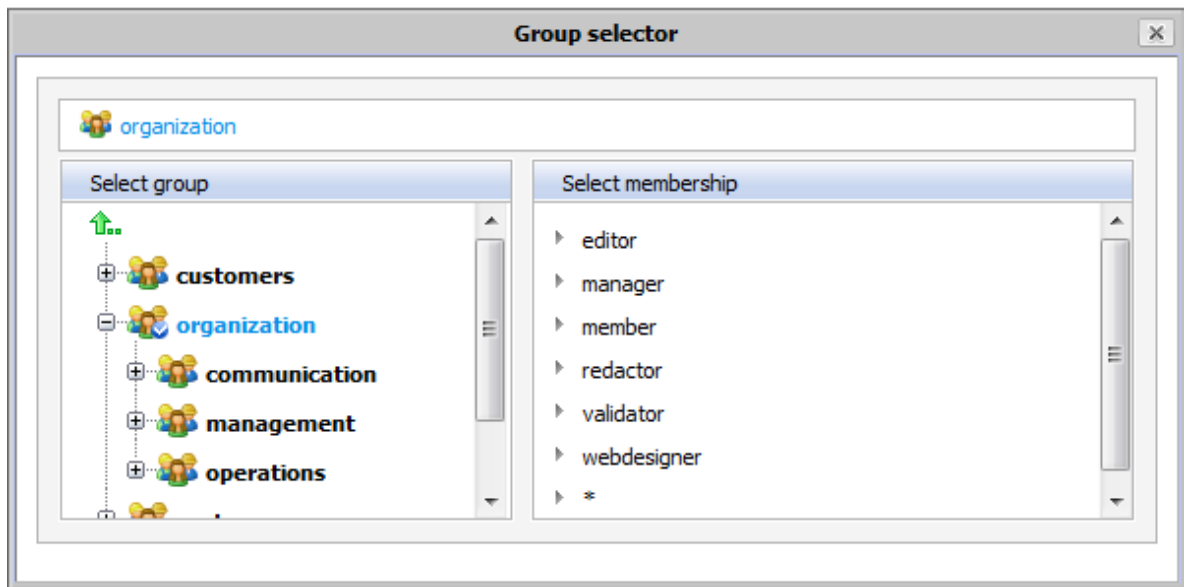 Group selector
organization
Select group
customers
organization
communication
management
operations
Select membership
editor
manager
member
redactor
validator
webdesigner
*